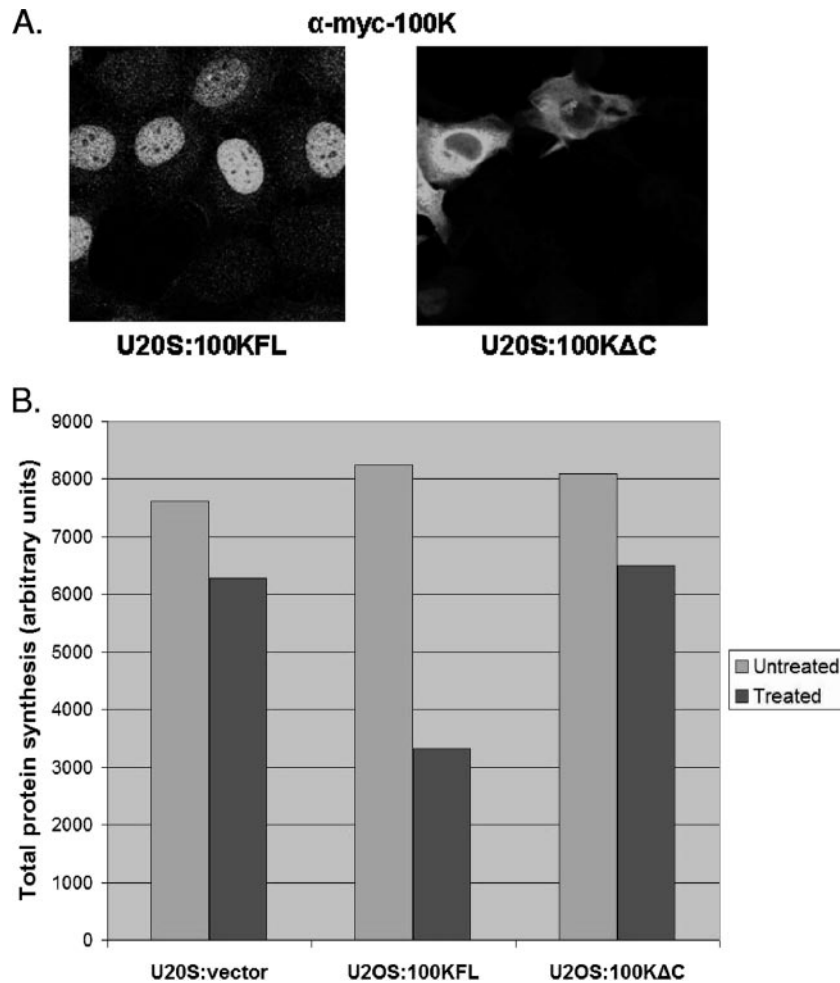 A.
α-myc-100K
U20S:100KFL
U20S:100KΔC
B.
Total protein synthesis (arbitrary units)
9000
8000
7000
6000
5000
4000
3000
2000
1000
0
U20S:vector
U2OS:100KFL
U2OS:100KΔC
Untreated
Treated